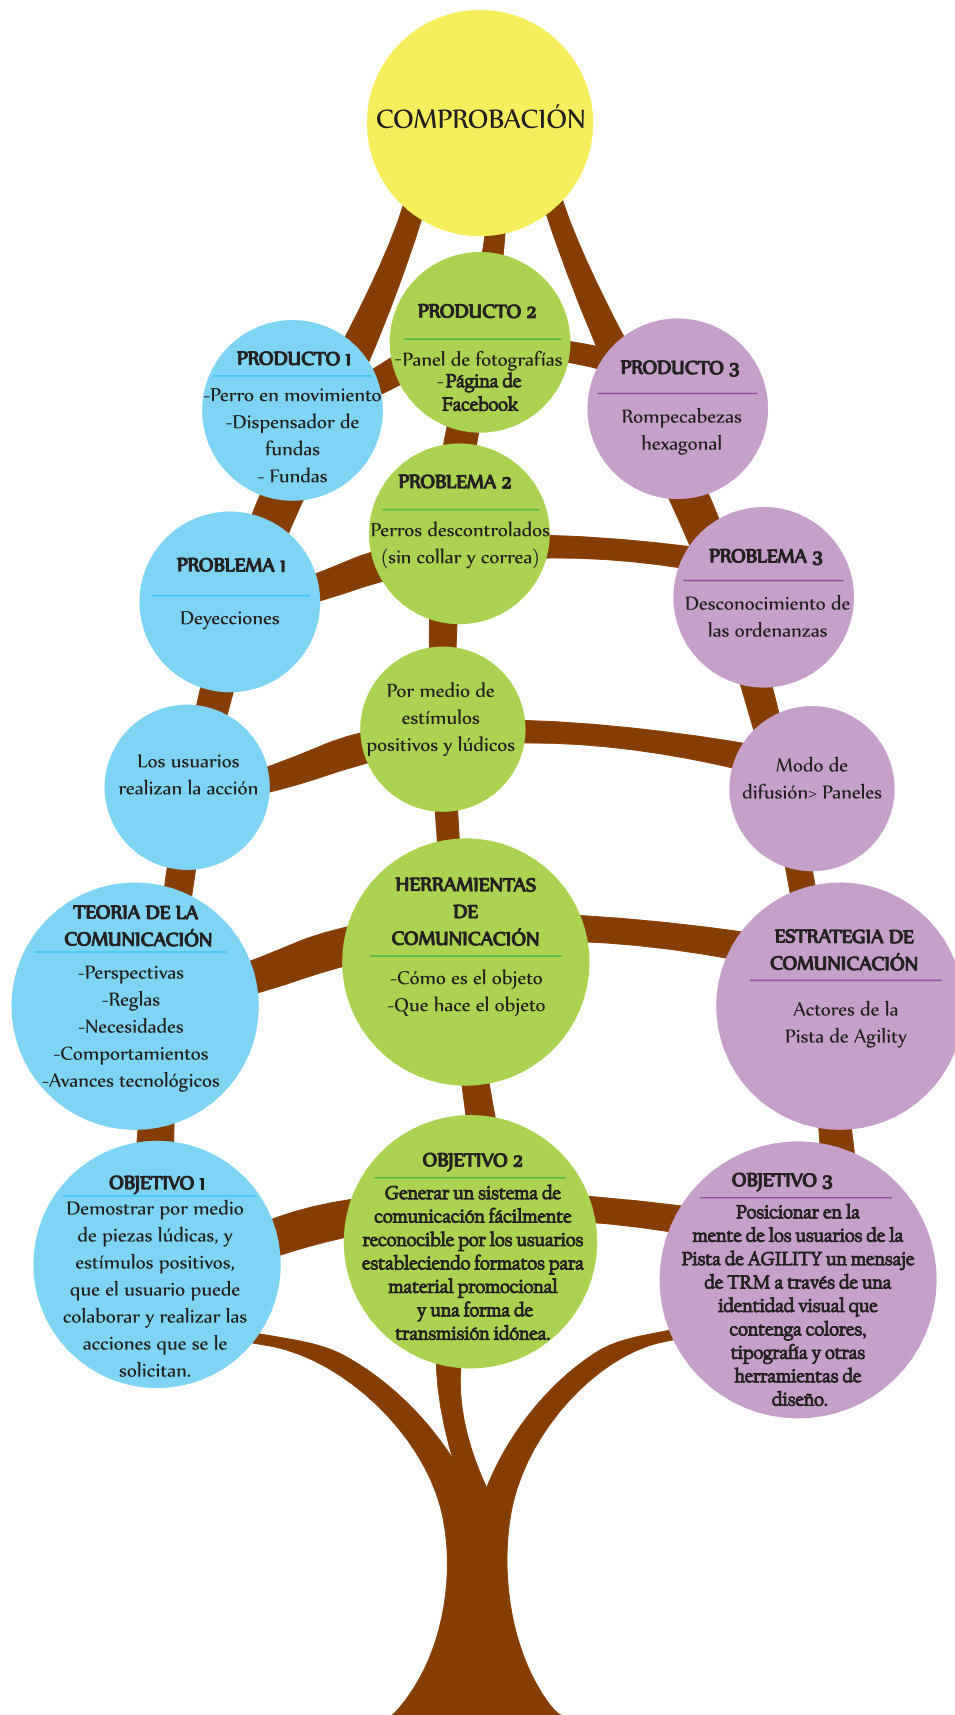 COMPROBACIÓN
PRODUCTO 1
-Perro en movimiento
-Dispensador de
fundas
- Fundas
PRODUCTO 2
-Panel de fotografías
-Página de
Facebook
PRODUCTO 3
Rompecabezas
hexagonal
PROBLEMA 1
Deyecciones
PROBLEMA 2
Perros descontrolados
(sin collar y correa)
PROBLEMA 3
Desconocimiento de
las ordenanzas
Los usuarios
realizan la acción
Por medio de
estímulos
positivos y lúdicos
Modo de
difusión> Paneles
TEORIA DE LA
COMUNICACIÓN
-Perspectivas
-Reglas
-Necesidades
-Comportamientos
-Avances tecnológicos
HERRAMIENTAS
DE
COMUNICACIÓN
-Cómo es el objeto
-Que hace el objeto
ESTRATEGIA DE
COMUNICACIÓN
Actores de la
Pista de Agility
OBJETIVO 1
Demostrar por medio
de piezas lúdicas, y
estímulos positivos,
que el usuario puede
colaborar y realizar las
acciones que se le
solicitan.
OBJETIVO 2
Generar un sistema de
comunicación fácilmente
reconocible por los usuarios
estableciendo formatos para
material promocional
y una forma de
transmisión idónea.
OBJETIVO 3
Posicionar en la
mente de los usuarios de la
Pista de AGILITY un mensaje
de TRM a través de una
identidad visual que
contenga colores,
tipografía y otras
herramientas de
diseño.